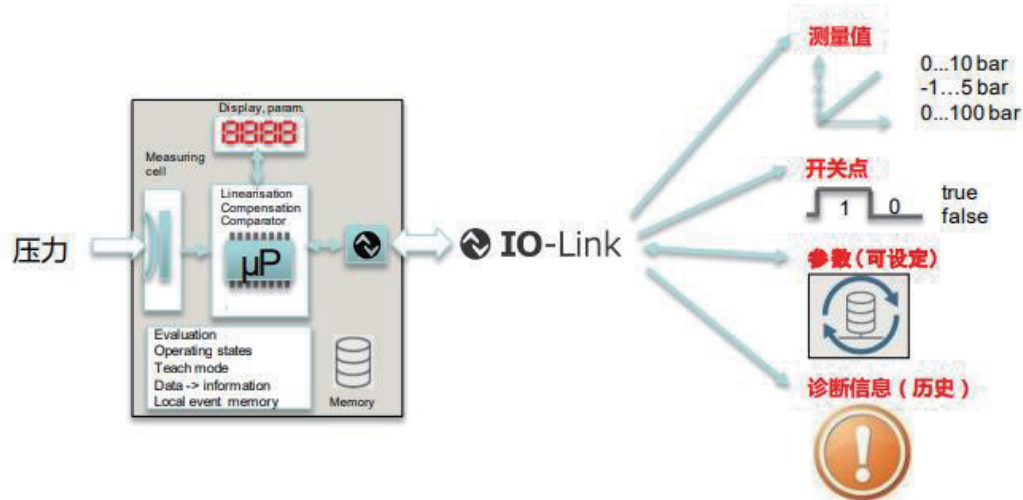 压力
Display, param.
8888
Measuring
cell
Linearisation
Compensation
Comparator
µP
Evaluation
Operating states
Teach mode
Data -> information
Local event memory
Memory
IO-Link
测量值
0...10 bar
-1...5 bar
0...100 bar
开关点
1
0
true
false
参数(可设定)
诊断信息(历史)
!